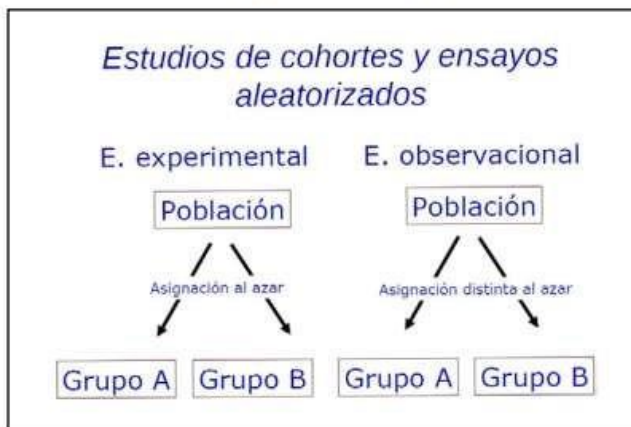 Estudios de cohortes y ensayos
aleatorizados
E. experimental
E. observacional
Población
Población
Asignación al azar
Asignación distinta al azar
Grupo A
Grupo B
Grupo A
Grupo B